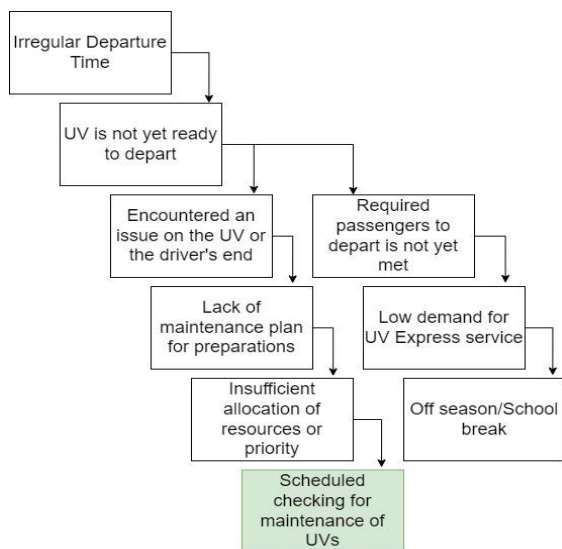 Irregular Departure
Time
UV is not yet ready
to depart
Encountered an
issue on the UV or
the driver's end
Required
passengers to
depart is not yet
met
Lack of
maintenance plan
for preparations
Low demand for
UV Express service
Insufficient
allocation of
resources or
priority
Off season/School
break
Scheduled
checking for
maintenance of
UVs